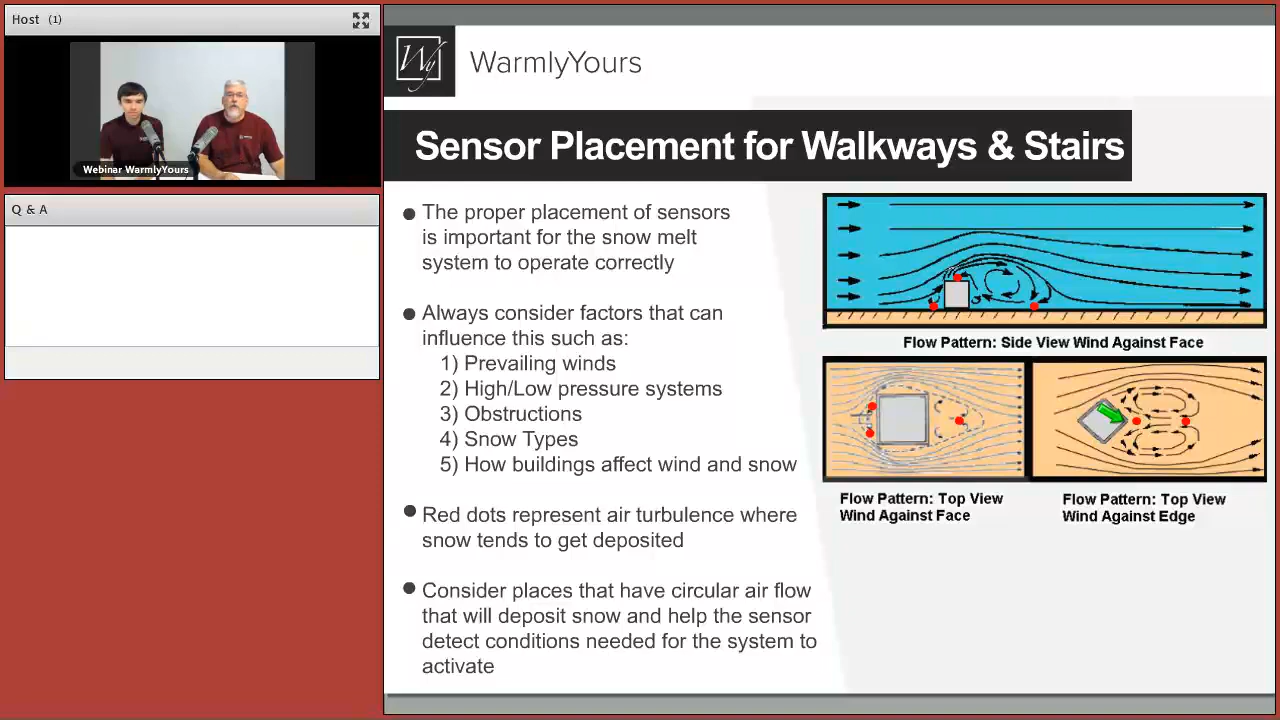 Host (1)
Webinar WarmlyYours
Q & A
Wy
WarmlyYours
Sensor Placement for Walkways & Stairs
● The proper placement of sensors
is important for the snow melt
system to operate correctly
● Always consider factors that can
influence this such as:
1) Prevailing winds
2) High/Low pressure systems
3) Obstructions
4) Snow Types
5) How buildings affect wind and snow
● Red dots represent air turbulence where
snow tends to get deposited
● Consider places that have circular air flow
that will deposit snow and help the sensor
detect conditions needed for the system to
activate
Flow Pattern: Side View Wind Against Face
Flow Pattern: Top View
Wind Against Face
Flow Pattern: Top View
Wind Against Edge